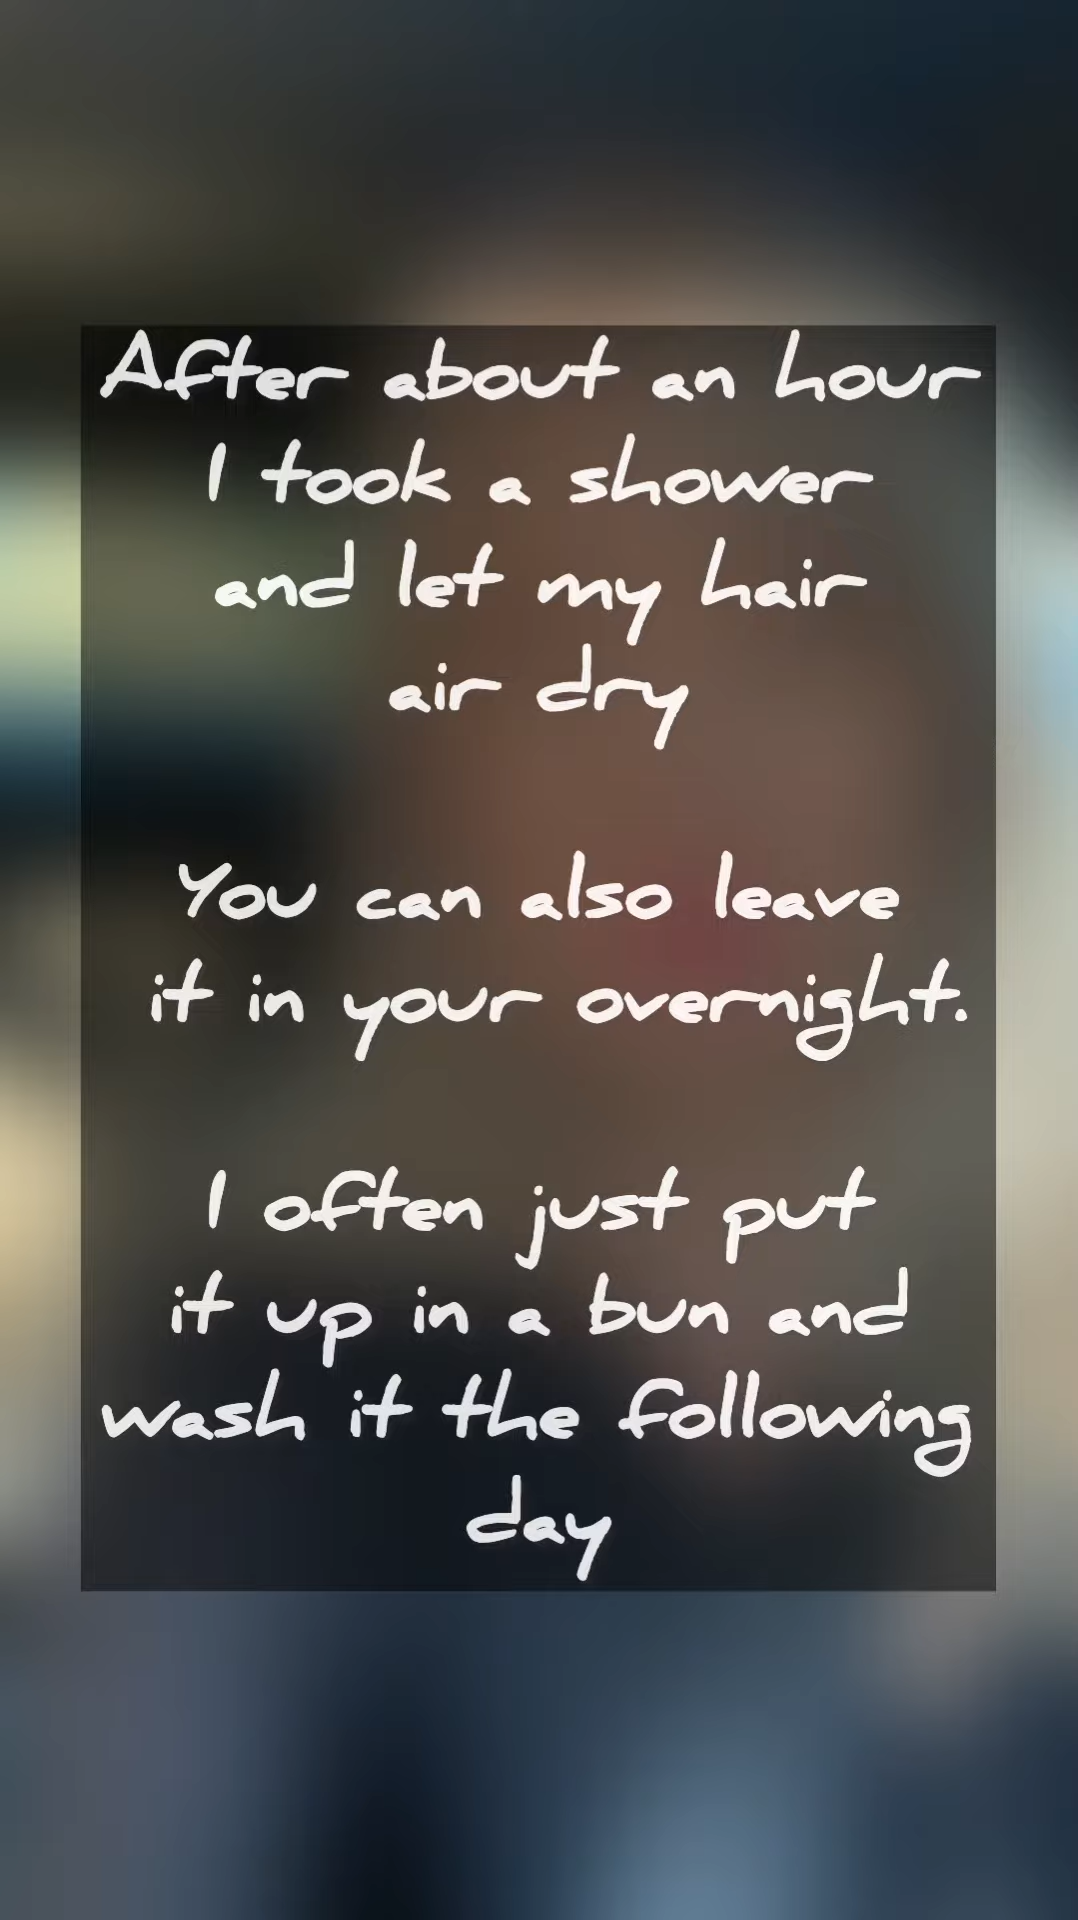 After about an hour
I took a shower
and let my hair
air dry
You can also leave
it in your overnight.
I often just put
it up in a bun and
wash it the following
day